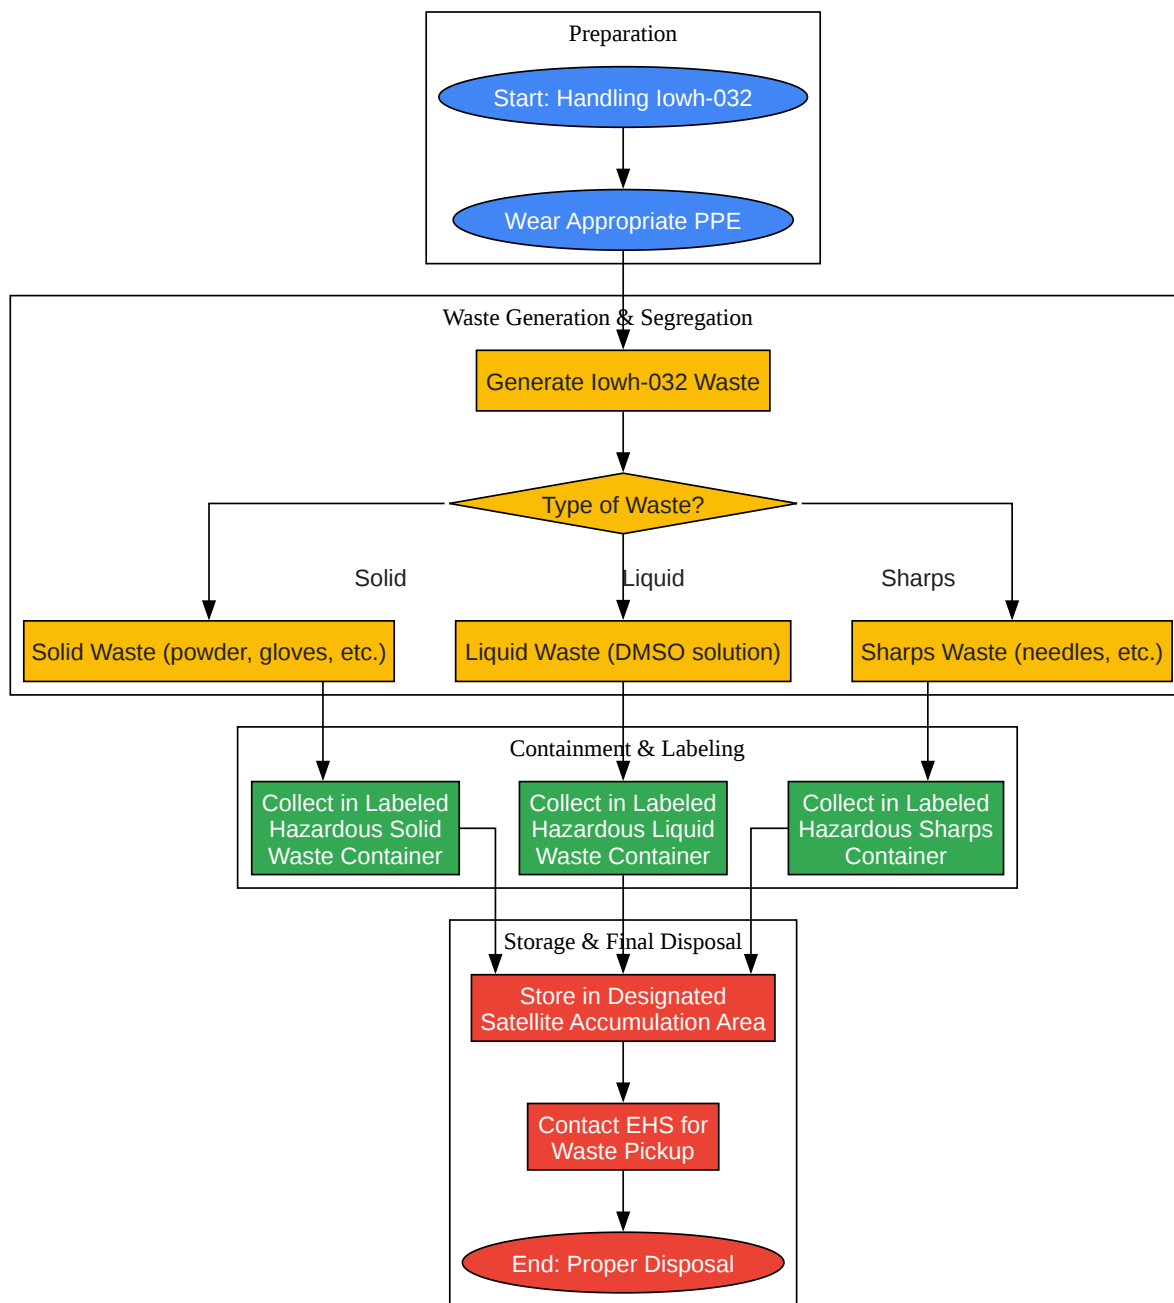 Preparation
Start: Handling Iowh-032
Wear Appropriate PPE
Waste Generation & Segregation
Generate Iowh-032 Waste
Type of Waste?
Solid
Liquid
Sharps
Solid Waste (powder, gloves, etc.)
Liquid Waste (DMSO solution)
Sharps Waste (needles, etc.)
Containment & Labeling
Collect in Labeled
Hazardous Solid
Waste Container
Collect in Labeled
Hazardous Liquid
Waste Container
Collect in Labeled
Hazardous Sharps
Container
Storage & Final Disposal
Store in Designated
Satellite Accumulation Area
Contact EHS for
Waste Pickup
End: Proper Disposal